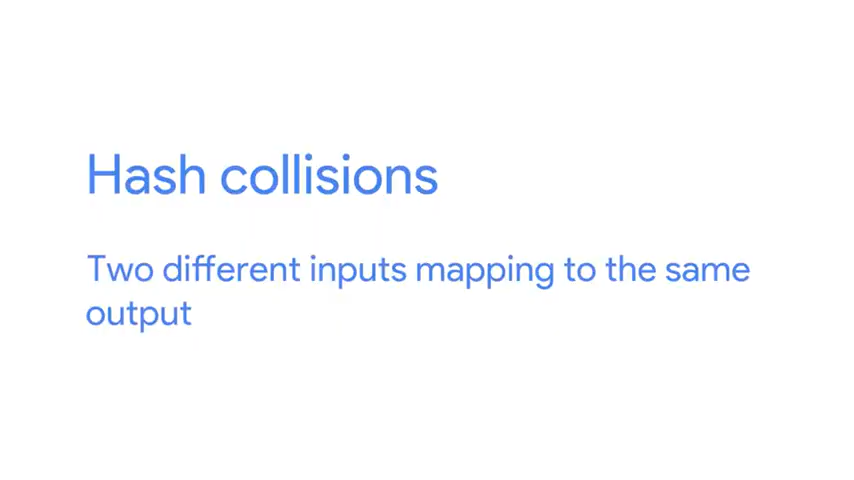 Hash collisions
Two different inputs mapping to the same
output